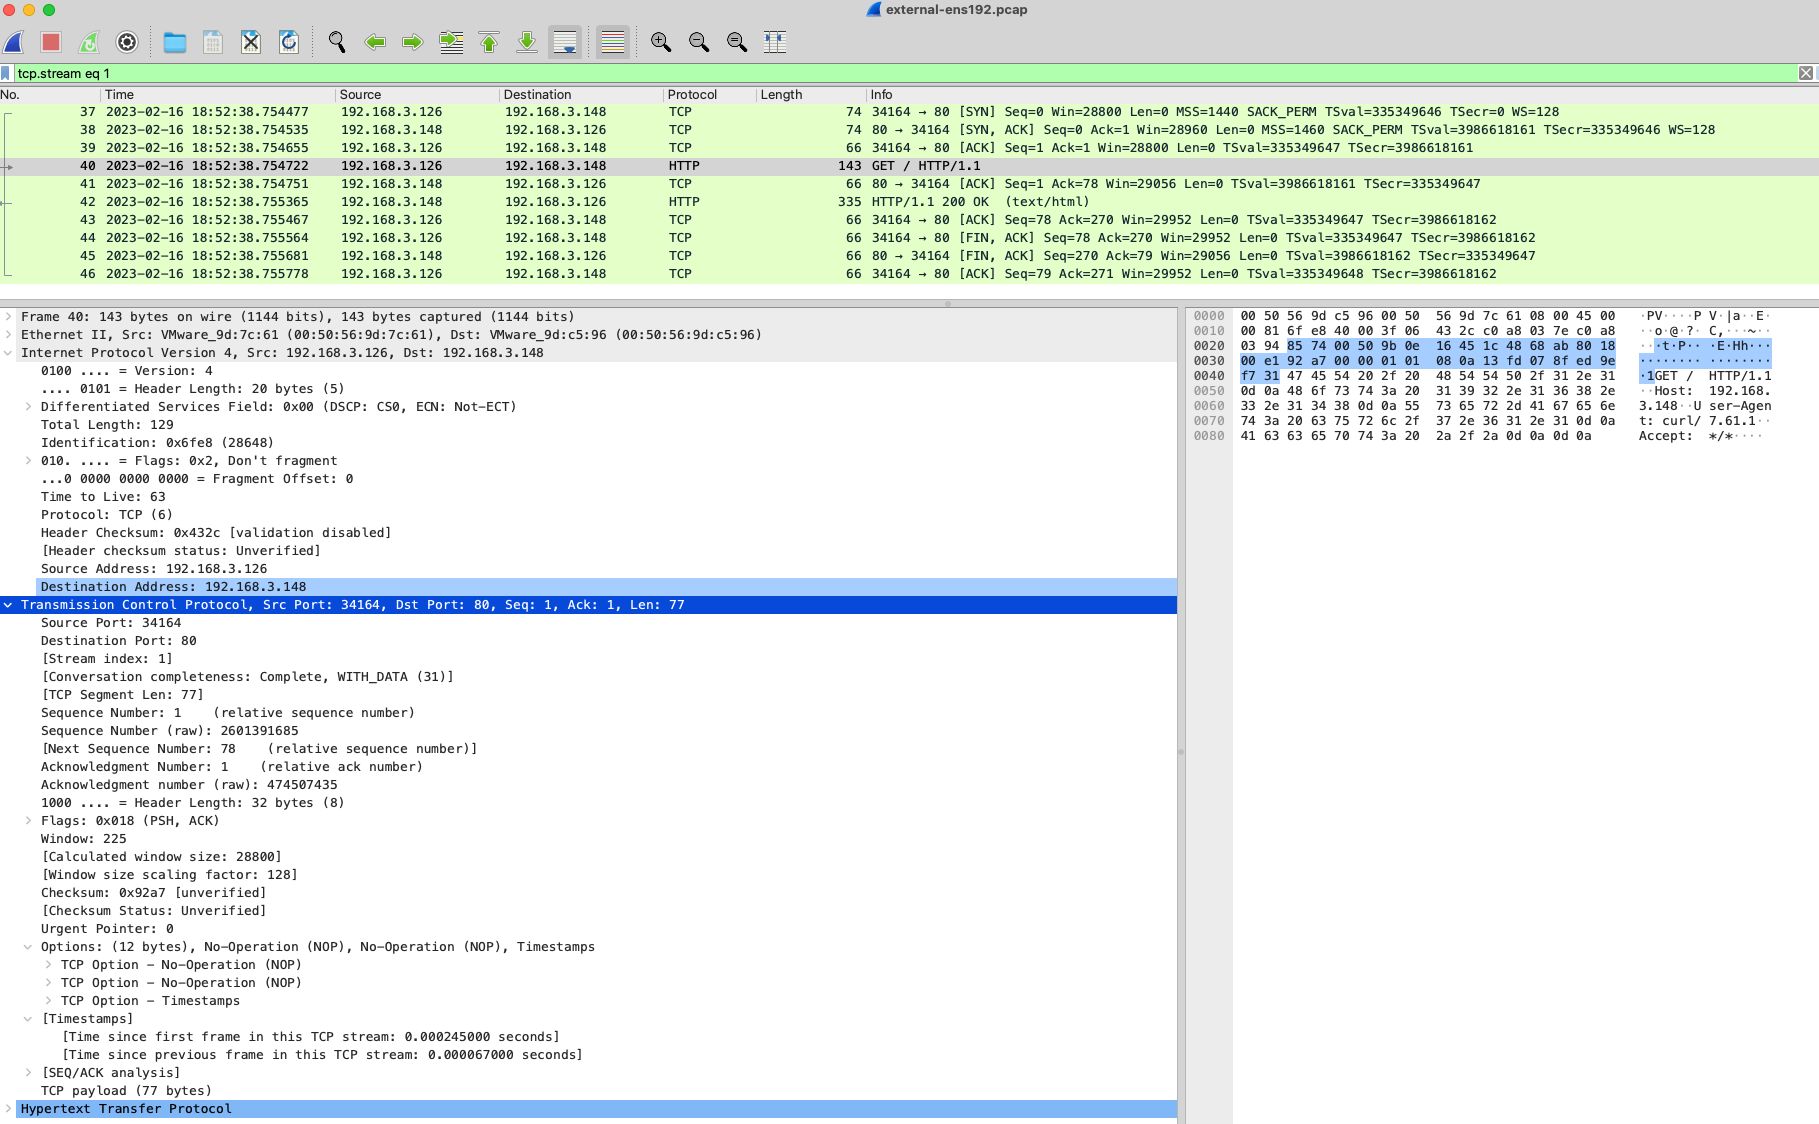 external-ens192.pcap
tcp.stream eq 1
No. Time Source Destination Protocol Length Info
37 2023-02-16 18:52:38.754477 192.168.3.126 192.168.3.148 TCP 74 34164 → 80 [SYN] Seq=0 Win=28800 Len=0 MSS=1440 SACK_PERM TSval=335349646 TSecr=0 WS=128
38 2023-02-16 18:52:38.754535 192.168.3.148 192.168.3.126 TCP 74 80 → 34164 [SYN, ACK] Seq=0 Ack=1 Win=28960 Len=0 MSS=1460 SACK_PERM TSval=3986618161 TSecr=335349646 WS=128
39 2023-02-16 18:52:38.754655 192.168.3.126 192.168.3.148 TCP 66 34164 → 80 [ACK] Seq=1 Ack=1 Win=28800 Len=0 TSval=335349647 TSecr=3986618161
40 2023-02-16 18:52:38.754722 192.168.3.126 192.168.3.148 HTTP 143 GET / HTTP/1.1
41 2023-02-16 18:52:38.754751 192.168.3.148 192.168.3.126 TCP 66 80 → 34164 [ACK] Seq=1 Ack=78 Win=29056 Len=0 TSval=3986618161 TSecr=335349647
42 2023-02-16 18:52:38.755365 192.168.3.148 192.168.3.126 HTTP 335 HTTP/1.1 200 OK (text/html)
43 2023-02-16 18:52:38.755467 192.168.3.126 192.168.3.148 TCP 66 34164 → 80 [ACK] Seq=78 Ack=270 Win=29952 Len=0 TSval=335349647 TSecr=3986618162
44 2023-02-16 18:52:38.755564 192.168.3.126 192.168.3.148 TCP 66 34164 → 80 [FIN, ACK] Seq=78 Ack=270 Win=29952 Len=0 TSval=335349647 TSecr=3986618162
45 2023-02-16 18:52:38.755681 192.168.3.148 192.168.3.126 TCP 66 80 → 34164 [FIN, ACK] Seq=270 Ack=79 Win=29056 Len=0 TSval=3986618162 TSecr=335349647
46 2023-02-16 18:52:38.755778 192.168.3.126 192.168.3.148 TCP 66 34164 → 80 [ACK] Seq=79 Ack=271 Win=29952 Len=0 TSval=335349648 TSecr=3986618162
Frame 40: 143 bytes on wire (1144 bits), 143 bytes captured (1144 bits)
Ethernet II, Src: VMware_9d:7c:61 (00:50:56:9d:7c:61), Dst: VMware_9d:c5:96 (00:50:56:9d:c5:96)
Internet Protocol Version 4, Src: 192.168.3.126, Dst: 192.168.3.148
0100 .... = Version: 4
.... 0101 = Header Length: 20 bytes (5)
Differentiated Services Field: 0x00 (DSCP: CS0, ECN: Not-ECT)
Total Length: 129
Identification: 0x6fe8 (28648)
010. .... = Flags: 0x2, Don't fragment
...0 0000 0000 0000 = Fragment Offset: 0
Time to Live: 63
Protocol: TCP (6)
Header Checksum: 0x432c [validation disabled]
[Header checksum status: Unverified]
Source Address: 192.168.3.126
Destination Address: 192.168.3.148
Transmission Control Protocol, Src Port: 34164, Dst Port: 80, Seq: 1, Ack: 1, Len: 77
Source Port: 34164
Destination Port: 80
[Stream index: 1]
[Conversation completeness: Complete, WITH_DATA (31)]
[TCP Segment Len: 77]
Sequence Number: 1 (relative sequence number)
Sequence Number (raw): 2601391685
[Next Sequence Number: 78 (relative sequence number)]
Acknowledgment Number: 1 (relative ack number)
Acknowledgment number (raw): 474507435
1000 .... = Header Length: 32 bytes (8)
Flags: 0x018 (PSH, ACK)
Window: 225
[Calculated window size: 28800]
[Window size scaling factor: 128]
Checksum: 0x92a7 [unverified]
[Checksum Status: Unverified]
Urgent Pointer: 0
Options: (12 bytes), No-Operation (NOP), No-Operation (NOP), Timestamps
TCP Option – No-Operation (NOP)
TCP Option – No-Operation (NOP)
TCP Option – Timestamps
[Timestamps]
[Time since first frame in this TCP stream: 0.000245000 seconds]
[Time since previous frame in this TCP stream: 0.000067000 seconds]
[SEQ/ACK analysis]
TCP payload (77 bytes)
Hypertext Transfer Protocol
0000 00 50 56 9d c5 96 00 50 56 9d 7c 61 08 00 45 00 ·PV····P V·|a··E·
0010 00 81 6f e8 40 00 3f 06 43 2c c0 a8 03 7e c0 a8 ··o·@·?· C,···~··
0020 03 94 85 74 00 50 9b 0e 16 45 1c 48 68 ab 80 18 ···t·P·· ·E·Hh···
0030 00 e1 92 a7 00 00 01 01 08 0a 13 fd 07 8f ed 9e ········ ········
0040 f7 31 47 45 54 20 2f 20 48 54 54 50 2f 31 2e 31 ·1GET / HTTP/1.1
0050 0d 0a 48 6f 73 74 3a 20 31 39 32 2e 31 36 38 2e ··Host: 192.168.
0060 33 2e 31 34 38 0d 0a 55 73 65 72 2d 41 67 65 6e 3.148··U ser-Agen
0070 74 3a 20 63 75 72 6c 2f 37 2e 36 31 2e 31 0d 0a t: curl/ 7.61.1··
0080 41 63 63 65 70 74 3a 20 2a 2f 2a 0d 0a 0d 0a Accept: */*····